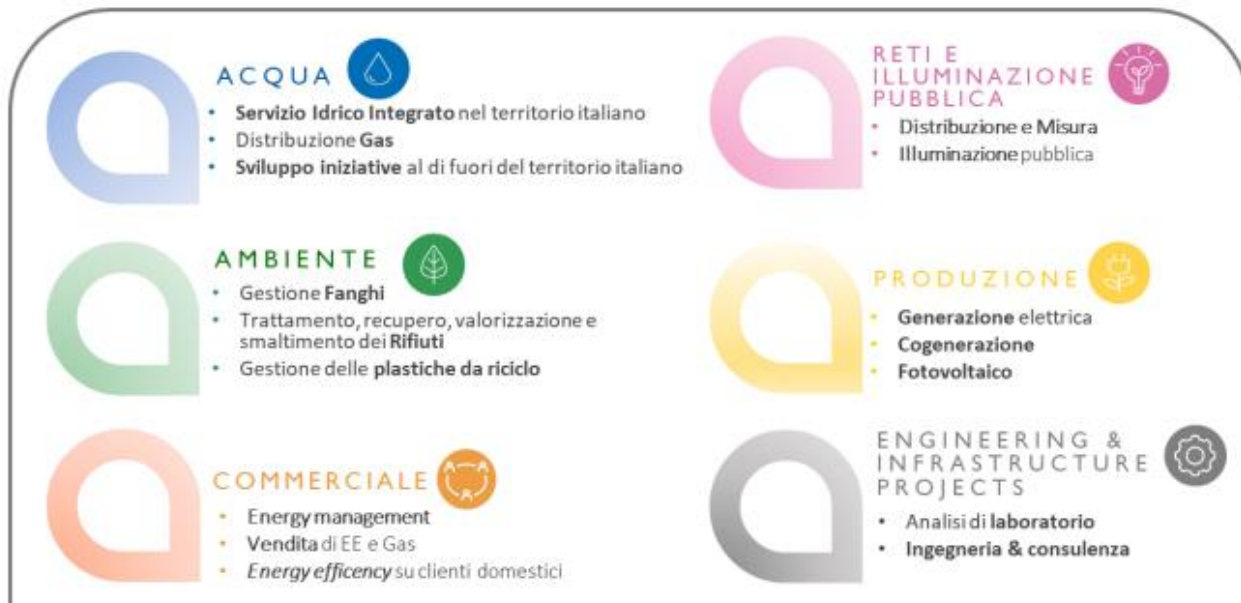 ACQUA
• Servizio Idrico Integrato nel territorio italiano
• Distribuzione Gas
• Sviluppo iniziative al di fuori del territorio italiano
AMBIENTE
• Gestione Fanghi
• Trattamento, recupero, valorizzazione e
smaltimento dei Rifiuti
• Gestione delle plastiche da riciclo
COMMERCIALE
• Energy management
• Vendita di EE e Gas
• Energy efficency su clienti domestici
RETI E
ILLUMINAZIONE
PUBBLICA
• Distribuzione e Misura
• Illuminazione pubblica
PRODUZIONE
• Generazione elettrica
• Cogenerazione
• Fotovoltaico
ENGINEERING &
INFRASTRUCTURE
PROJECTS
• Analisi di laboratorio
• Ingegneria & consulenza